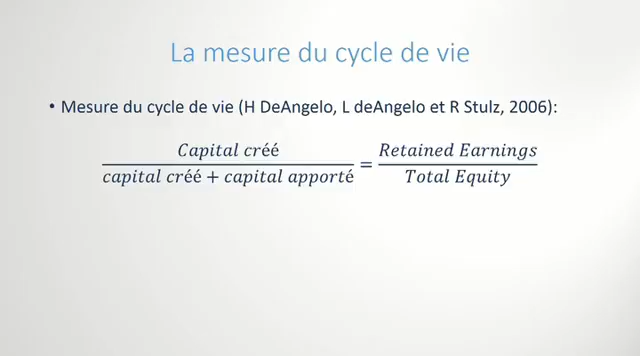 La mesure du cycle de vie
• Mesure du cycle de vie (H DeAngelo, L deAngelo et R Stulz, 2006):
Capital créé / capital créé + capital apporté = Retained Earnings / Total Equity